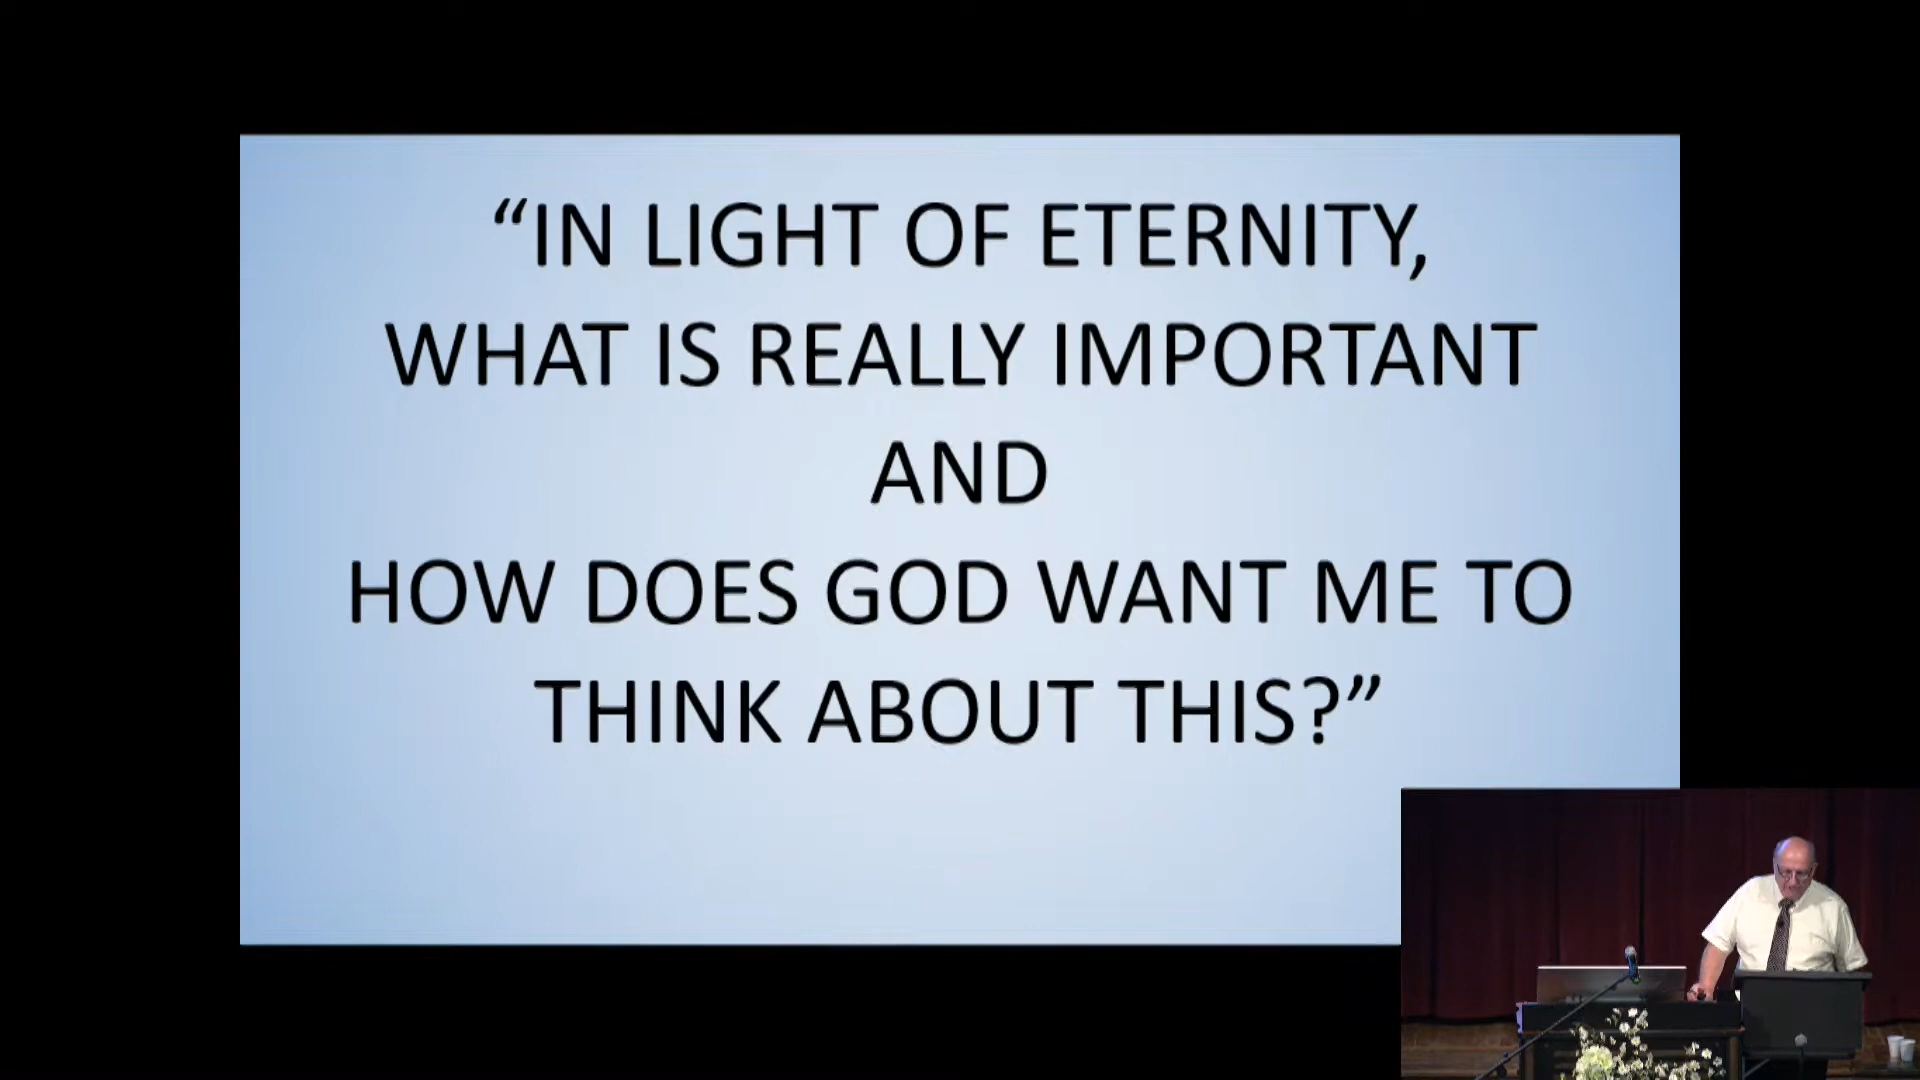 “IN LIGHT OF ETERNITY,
WHAT IS REALLY IMPORTANT
AND
HOW DOES GOD WANT ME TO
THINK ABOUT THIS?”